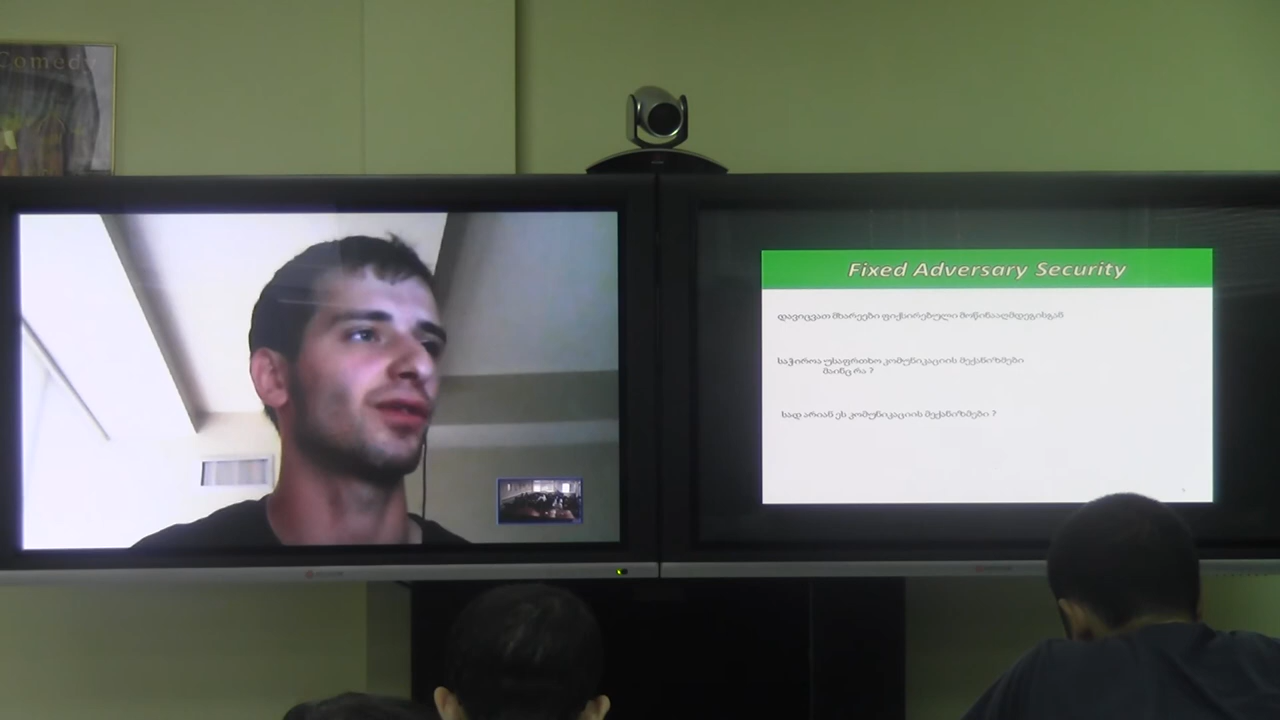 Comedy
Fixed Adversary Security
დავიცვათ მხარეები ფიქსირებული მოწინააღმდეგისგან
საჭიროა უსაფრთხო კომუნიკაციის მექანიზმები
მაინც რა ?
სად არიან ეს კომუნიკაციის მექანიზმები ?